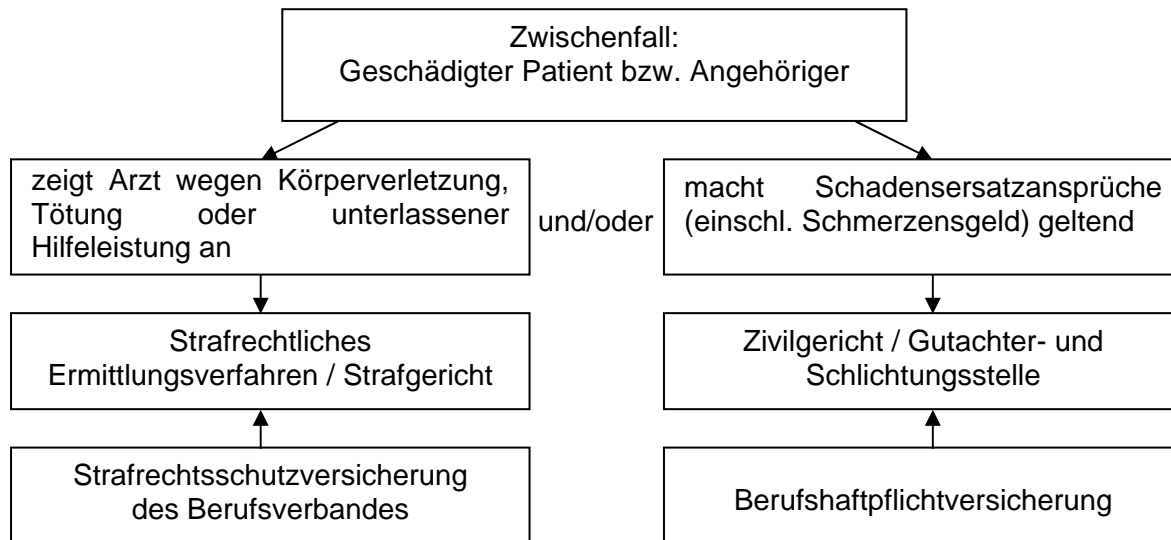 Zwischenfall:
Geschädigter Patient bzw. Angehöriger
zeigt Arzt wegen Körperverletzung,
Tötung oder unterlassener
Hilfeleistung an
und/oder
macht Schadensersatzansprüche
(einschl. Schmerzensgeld) geltend
Strafrechtliches
Ermittlungsverfahren / Strafgericht
Zivilgericht / Gutachter- und
Schlichtungsstelle
Strafrechtsschutzversicherung
des Berufsverbandes
Berufshaftpflichtversicherung